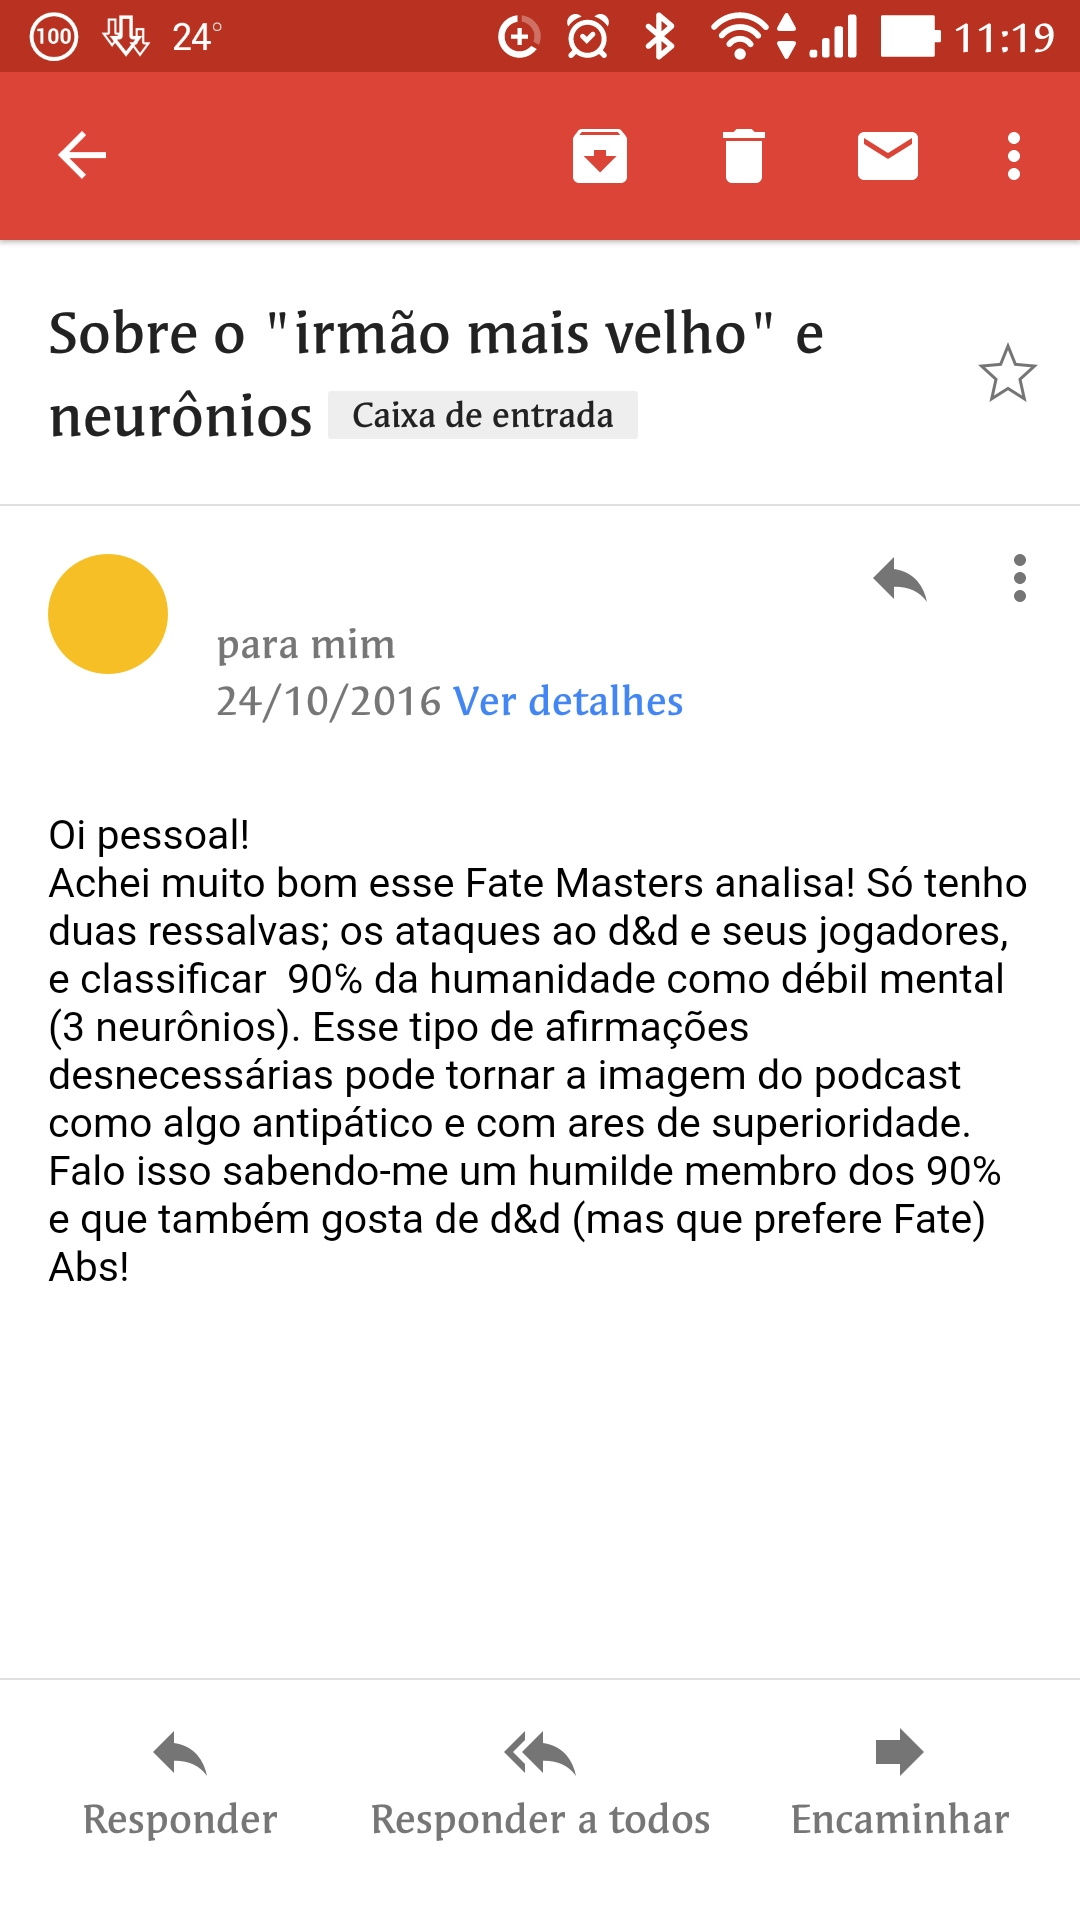 100 24° 11:19
Sobre o "irmão mais velho" e
neurônios Caixa de entrada
para mim
24/10/2016 Ver detalhes
Oi pessoal!
Achei muito bom esse Fate Masters analisa! Só tenho
duas ressalvas; os ataques ao d&d e seus jogadores,
e classificar  90℅ da humanidade como débil mental
(3 neurônios). Esse tipo de afirmações
desnecessárias pode tornar a imagem do podcast
como algo antipático e com ares de superioridade.
Falo isso sabendo-me um humilde membro dos 90%
e que também gosta de d&d (mas que prefere Fate)
Abs!
Responder Responder a todos Encaminhar